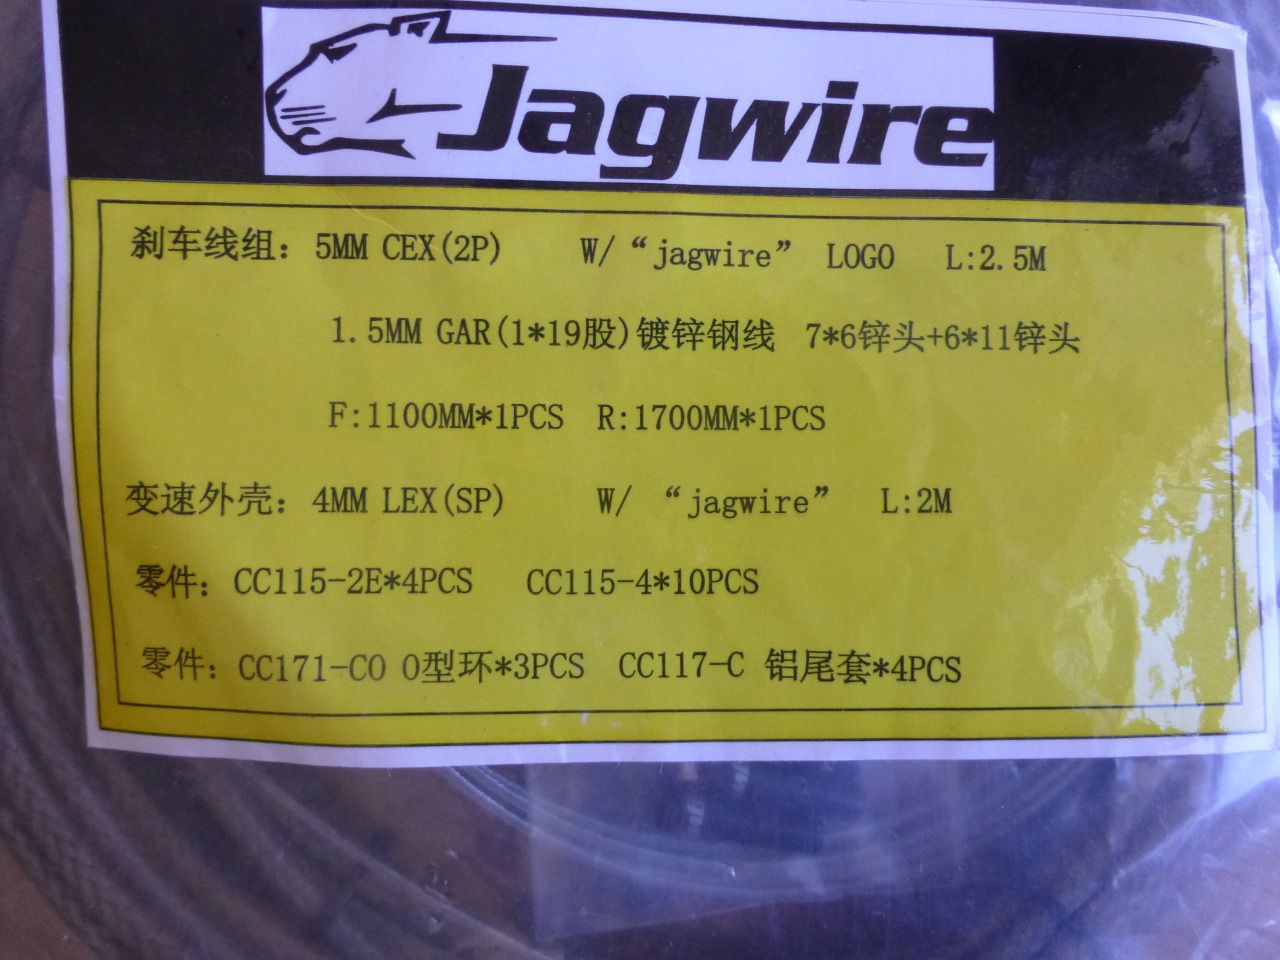 Jagwire
刹车线组: 5MM CEX(2P) W/“jagwire” LOGO L:2.5M
1.5MM GAR(1*19股)镀锌钢线 7*6锌头+6*11锌头
F:1100MM*1PCS R:1700MM*1PCS
变速外壳: 4MM LEX(SP) W/ “jagwire” L:2M
零件: CC115-2E*4PCS CC115-4*10PCS
零件: CC171-CO O型环*3PCS CC117-C 铝尾套*4PCS